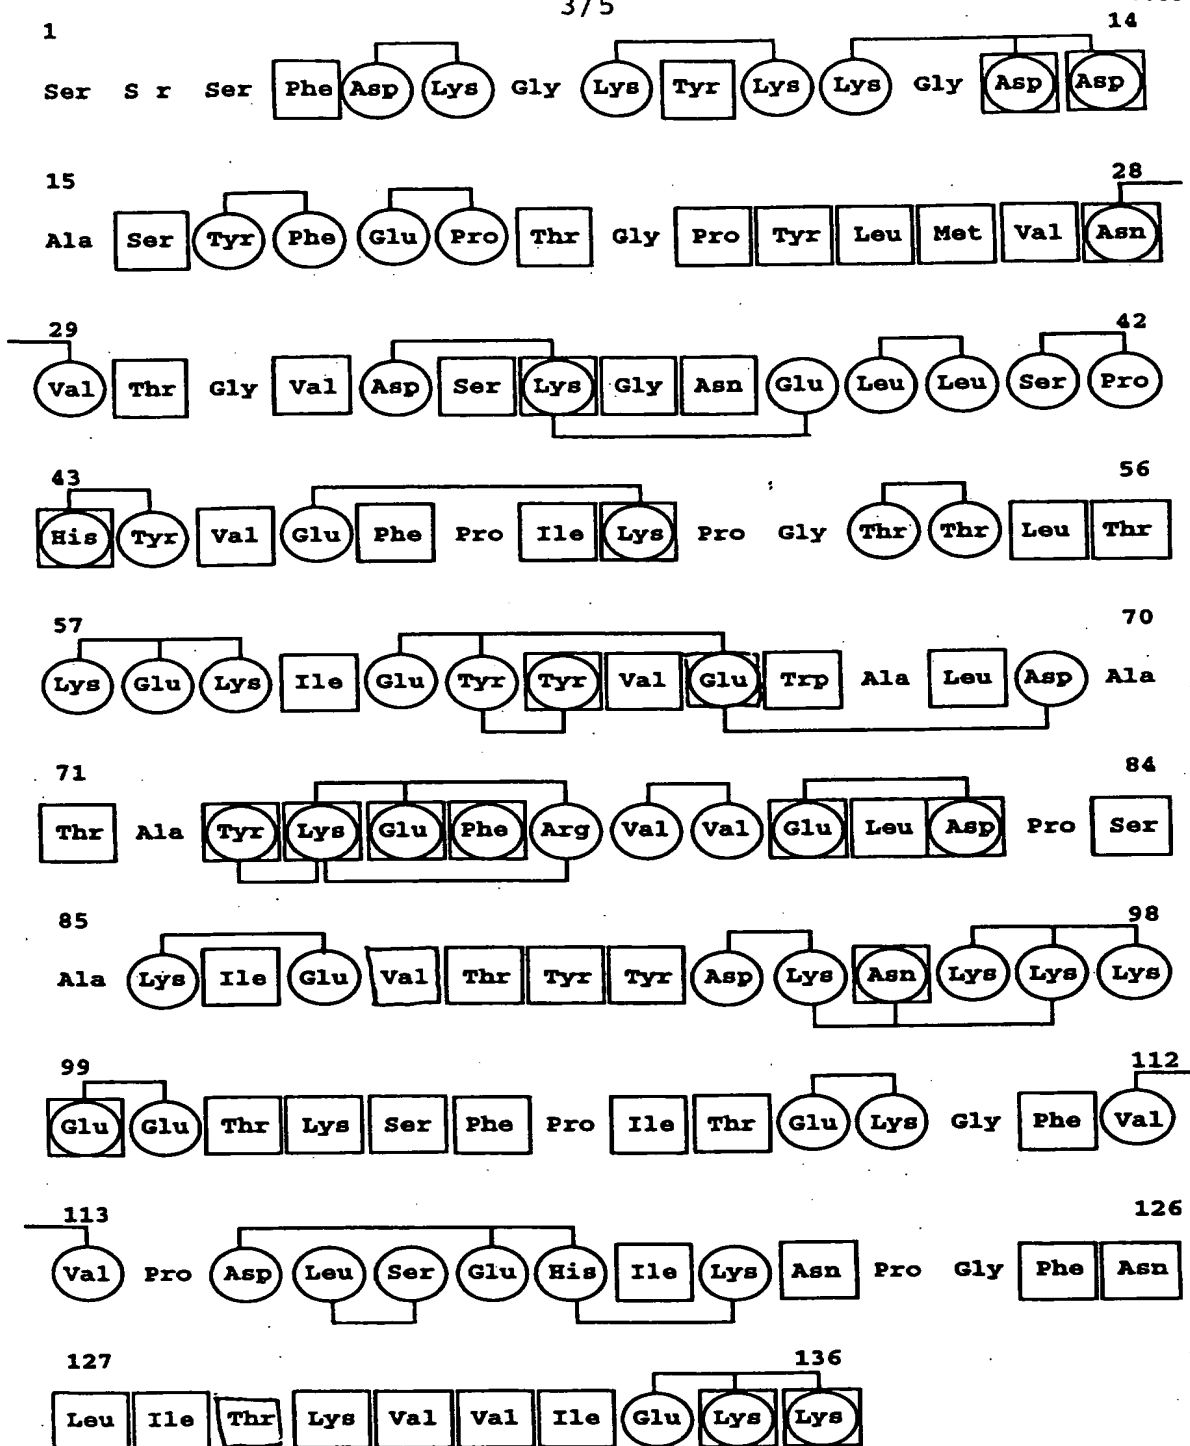 3/5
1 14
Ser S r Ser Phe Asp Lys Gly Lys Tyr Lys Lys Gly Asp Asp
15 28
Ala Ser Tyr Phe Glu Pro Thr Gly Pro Tyr Leu Met Val Asn
29 42
Val Thr Gly Val Asp Ser Lys Gly Asn Glu Leu Leu Ser Pro
43 56
His Tyr Val Glu Phe Pro Ile Lys Pro Gly Thr Thr Leu Thr
57 70
Lys Glu Lys Ile Glu Tyr Tyr Val Glu Trp Ala Leu Asp Ala
71 84
Thr Ala Tyr Lys Glu Phe Arg Val Val Glu Leu Asp Pro Ser
85 98
Ala Lys Ile Glu Val Thr Tyr Tyr Asp Lys Asn Lys Lys Lys
99 112
Glu Glu Thr Lys Ser Phe Pro Ile Thr Glu Lys Gly Phe Val
113 126
Val Pro Asp Leu Ser Glu His Ile Lys Asn Pro Gly Phe Asn
127 136
Leu Ile Thr Lys Val Val Ile Glu Lys Lys